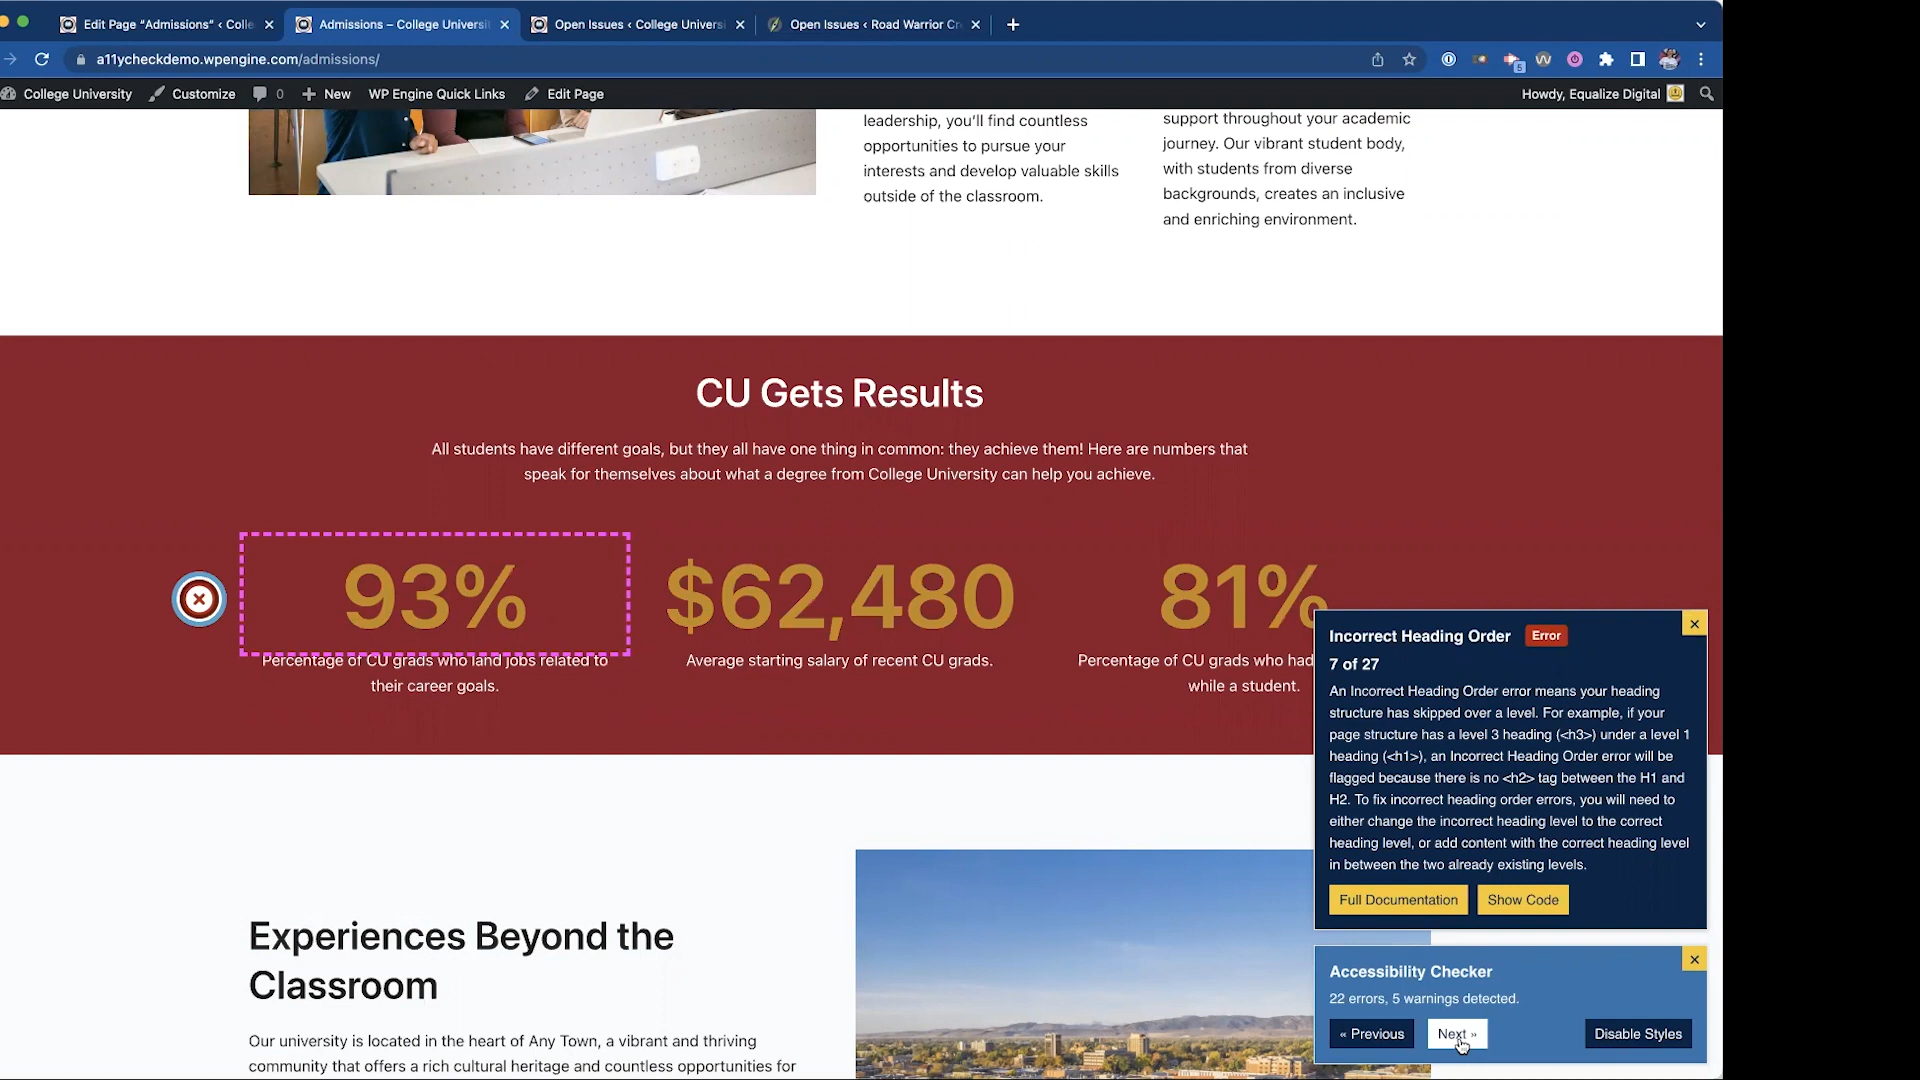 Edit Page “Admissions” ‹ Colle
Admissions – College Universit
Open Issues ‹ College Univers
Open Issues ‹ Road Warrior Cr
a11ycheckdemo.wpengine.com/admissions/
5
College University
Customize
0
New
WP Engine Quick Links
Edit Page
Howdy, Equalize Digital
leadership, you’ll find countless
opportunities to pursue your
interests and develop valuable skills
outside of the classroom.
support throughout your academic
journey. Our vibrant student body,
with students from diverse
backgrounds, creates an inclusive
and enriching environment.
CU Gets Results
All students have different goals, but they all have one thing in common: they achieve them! Here are numbers that
speak for themselves about what a degree from College University can help you achieve.
93%
Percentage of CU grads who land jobs related to
their career goals.
$62,480
Average starting salary of recent CU grads.
81%
Percentage of CU grads who had
while a student.
Experiences Beyond the
Classroom
Our university is located in the heart of Any Town, a vibrant and thriving
community that offers a rich cultural heritage and countless opportunities for
Incorrect Heading Order Error
7 of 27
An Incorrect Heading Order error means your heading
structure has skipped over a level. For example, if your
page structure has a level 3 heading (<h3>) under a level 1
heading (<h1>), an Incorrect Heading Order error will be
flagged because there is no <h2> tag between the H1 and
H2. To fix incorrect heading order errors, you will need to
either change the incorrect heading level to the correct
heading level, or add content with the correct heading level
in between the two already existing levels.
Full Documentation
Show Code
Accessibility Checker
22 errors, 5 warnings detected.
« Previous
Next »
Disable Styles